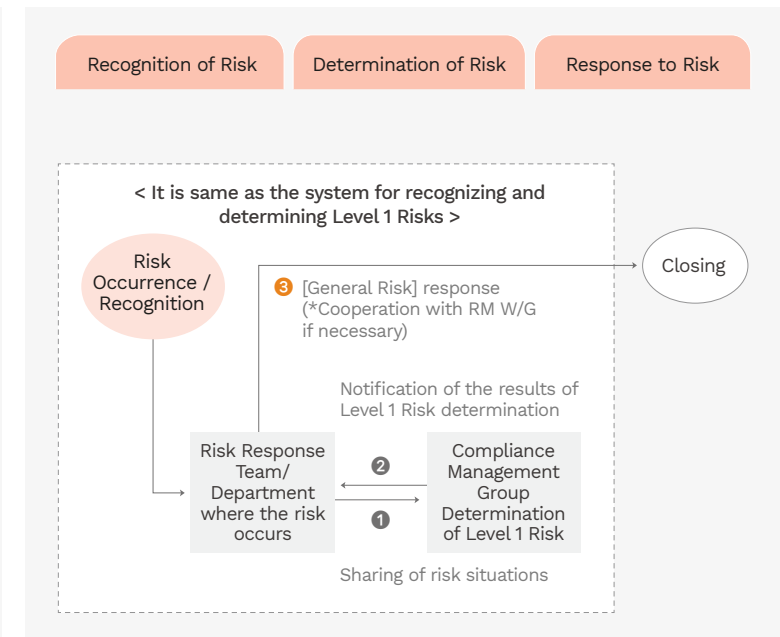 Recognition of Risk
Determination of Risk
Response to Risk
< It is same as the system for recognizing and
determining Level 1 Risks >
Risk
Occurrence /
Recognition
3 [General Risk] response
(*Cooperation with RM W/G
if necessary)
Closing
Notification of the results of
Level 1 Risk determination
Risk Response
Team/
Department
where the risk
occurs
2
1
Compliance
Management
Group
Determination
of Level 1 Risk
Sharing of risk situations